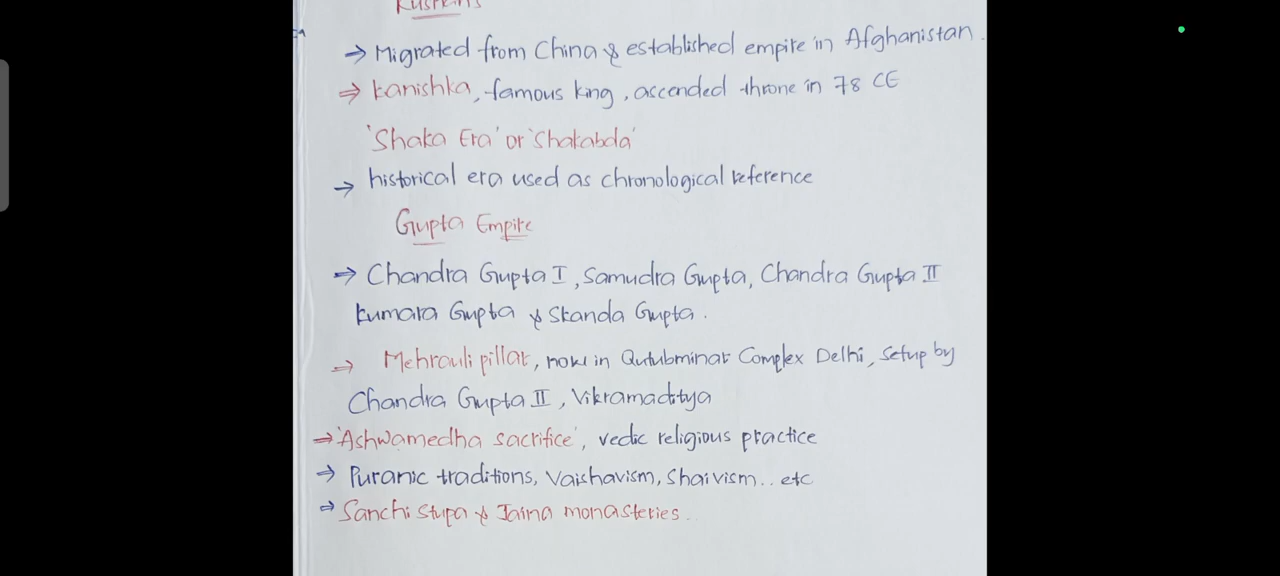 Kushans
→ Migrated from China & established empire in Afghanistan.
⇒ Kanishka, famous king, ascended throne in 78 CE
'Shaka Era' or 'Shakabda'
→ historical era used as chronological reference
Gupta Empire
→ Chandra Gupta I, Samudra Gupta, Chandra Gupta II
Kumara Gupta & Skanda Gupta.
⇒ Mehrauli pillar, now in Qutubminar Complex Delhi, setup by
Chandra Gupta II, Vikramaditya
⇒ 'Ashwamedha sacrifice', vedic religious practice
→ Puranic traditions, Vaishavism, Shaivism.. etc
⇒ Sanchi stupa & Jaina monasteries..